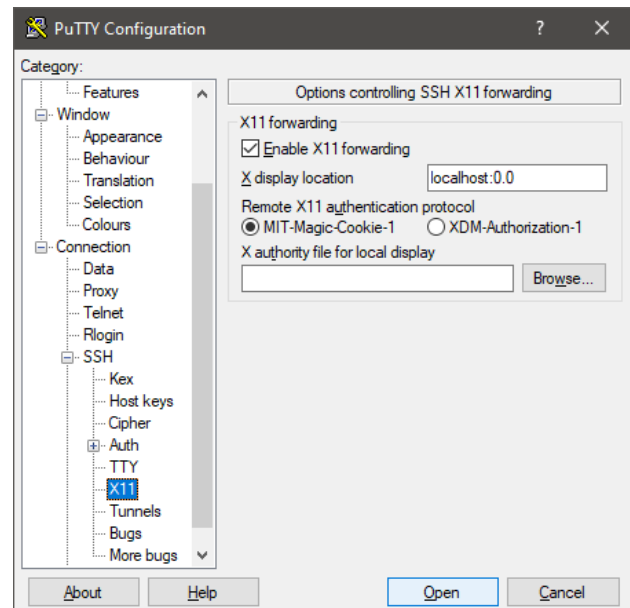 PuTTY Configuration
? ×
Category:
Features
Window
Appearance
Behaviour
Translation
Selection
Colours
Connection
Data
Proxy
Telnet
Rlogin
SSH
Kex
Host keys
Cipher
Auth
TTY
X11
Tunnels
Bugs
More bugs
Options controlling SSH X11 forwarding
X11 forwarding
Enable X11 forwarding
X display location localhost:0.0
Remote X11 authentication protocol
MIT-Magic-Cookie-1 XDM-Authorization-1
X authority file for local display
Browse...
About Help Open Cancel